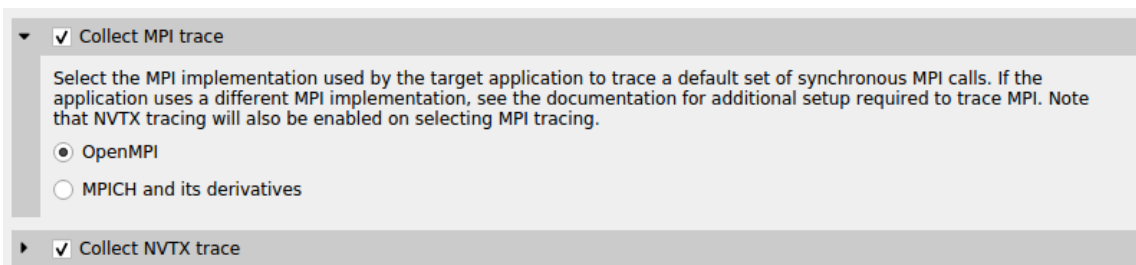 Collect MPI trace
Select the MPI implementation used by the target application to trace a default set of synchronous MPI calls. If the
application uses a different MPI implementation, see the documentation for additional setup required to trace MPI. Note
that NVTX tracing will also be enabled on selecting MPI tracing.
OpenMPI
MPICH and its derivatives
Collect NVTX trace